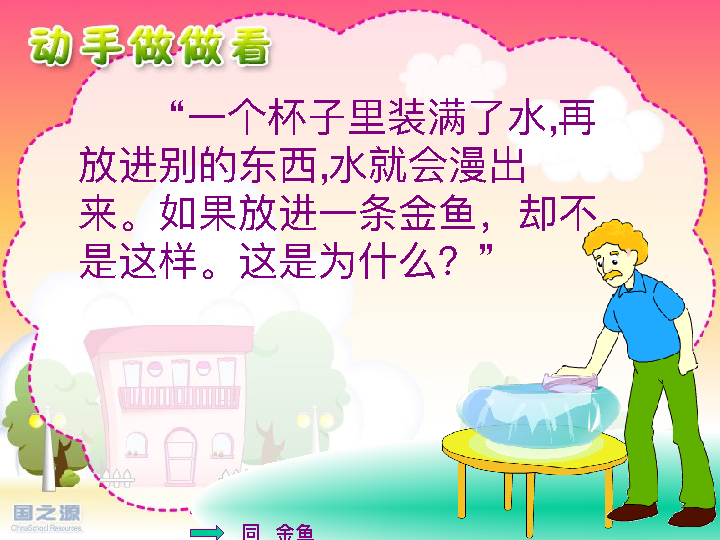 动手做做看
“一个杯子里装满了水,再
放进别的东西,水就会漫出
来。如果放进一条金鱼，却不
是这样。这是为什么？”
国之源
ChinaSchool Resources
同 金鱼